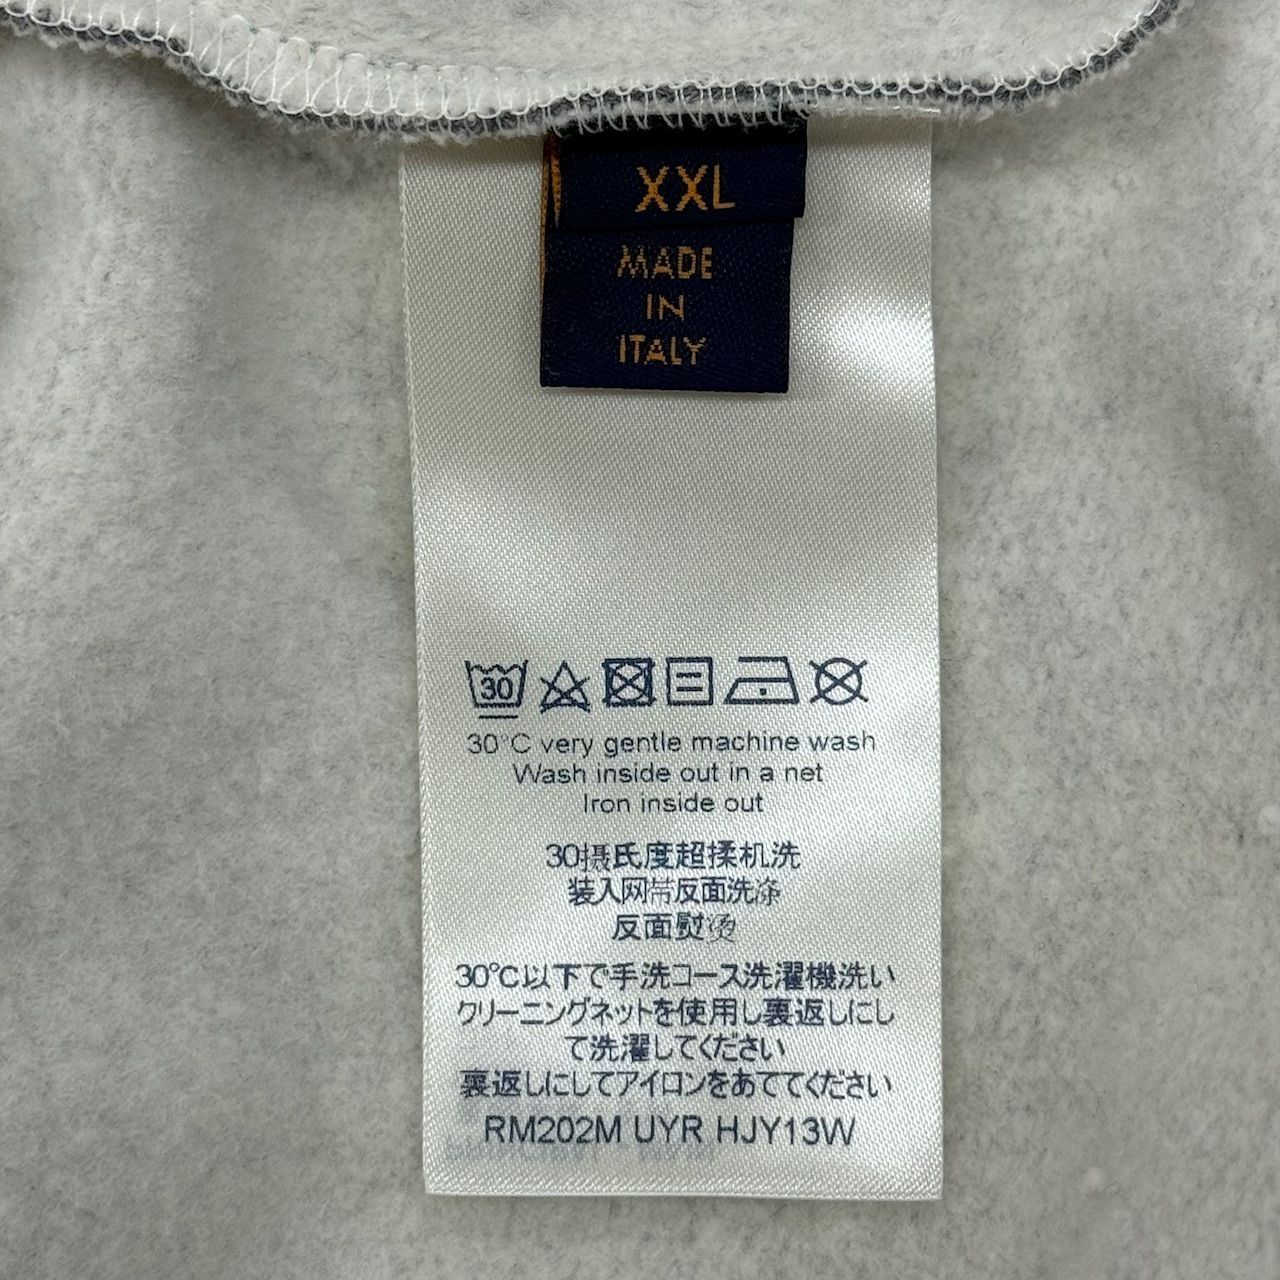 XXL
MADE
IN
ITALY
30
30°C very gentle machine wash
Wash inside out in a net
Iron inside out
30摄氏度超揉机洗
装入网带反面洗涤
反面熨烫
30℃以下で手洗コース洗濯機洗い
クリーニングネットを使用し裏返しにし
て洗濯してください
裏返しにしてアイロンをあててください
RM202M UYR HJY13W